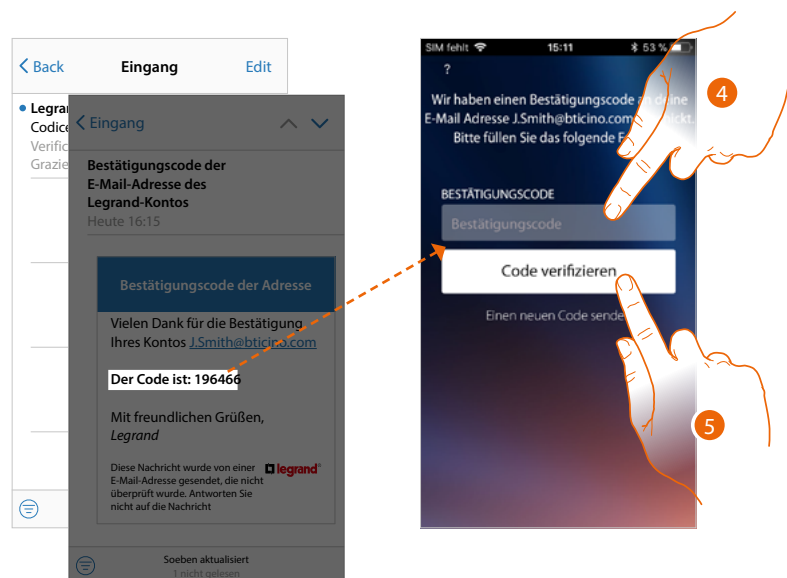 Back Eingang Edit
Legra
Codice
Verific
Grazie
Eingang
Bestätigungscode der
E-Mail-Adresse des
Legrand-Kontos
Heute 16:15
Bestätigungscode der Adresse
Vielen Dank für die Bestätigung
Ihres Kontos J.Smith@bticino.com
Der Code ist: 196466
Mit freundlichen Grüßen,
Legrand
Diese Nachricht wurde von einer
E-Mail-Adresse gesendet, die nicht
überprüft wurde. Antworten Sie
nicht auf die Nachricht
legrand®
Soeben aktualisiert
1 nicht gelesen
SIM fehlt 15:11 53 %
?
Wir haben einen Bestätigungscode an deine
E-Mail Adresse J.Smith@bticino.com
Bitte füllen Sie das folgende
BESTÄTIGUNGSCODE
Bestätigungscode
Code verifizieren
Einen neuen Code sende
4
5